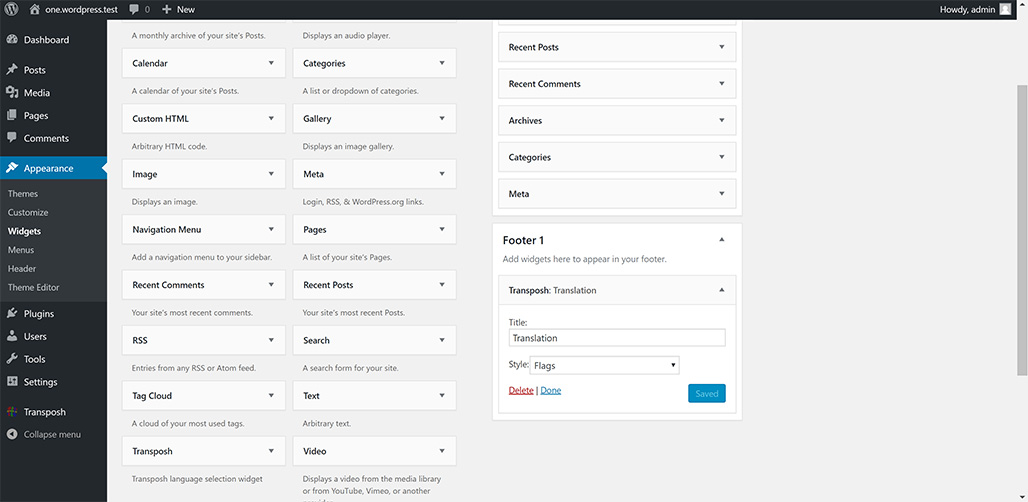 one.wordpress.test
0
New
Howdy, admin
Dashboard
Posts
Media
Pages
Comments
Appearance
Themes
Customize
Widgets
Menus
Header
Theme Editor
Plugins
Users
Tools
Settings
Transposh
Collapse menu
A monthly archive of your site's Posts.
Displays an audio player.
Calendar
Categories
A calendar of your site's Posts.
A list or dropdown of categories.
Custom HTML
Gallery
Arbitrary HTML code.
Displays an image gallery.
Image
Meta
Displays an image.
Login, RSS, & WordPress.org links.
Navigation Menu
Pages
Add a navigation menu to your sidebar.
A list of your site's Pages.
Recent Comments
Recent Posts
Your site's most recent comments.
Your site's most recent Posts.
RSS
Search
Entries from any RSS or Atom feed.
A search form for your site.
Tag Cloud
Text
A cloud of your most used tags.
Arbitrary text.
Transposh
Video
Transposh language selection widget
Displays a video from the media library
or from YouTube, Vimeo, or another
Recent Posts
Recent Comments
Archives
Categories
Meta
Footer 1
Add widgets here to appear in your footer.
Transposh: Translation
Title:
Translation
Style: Flags
Delete | Done
Saved